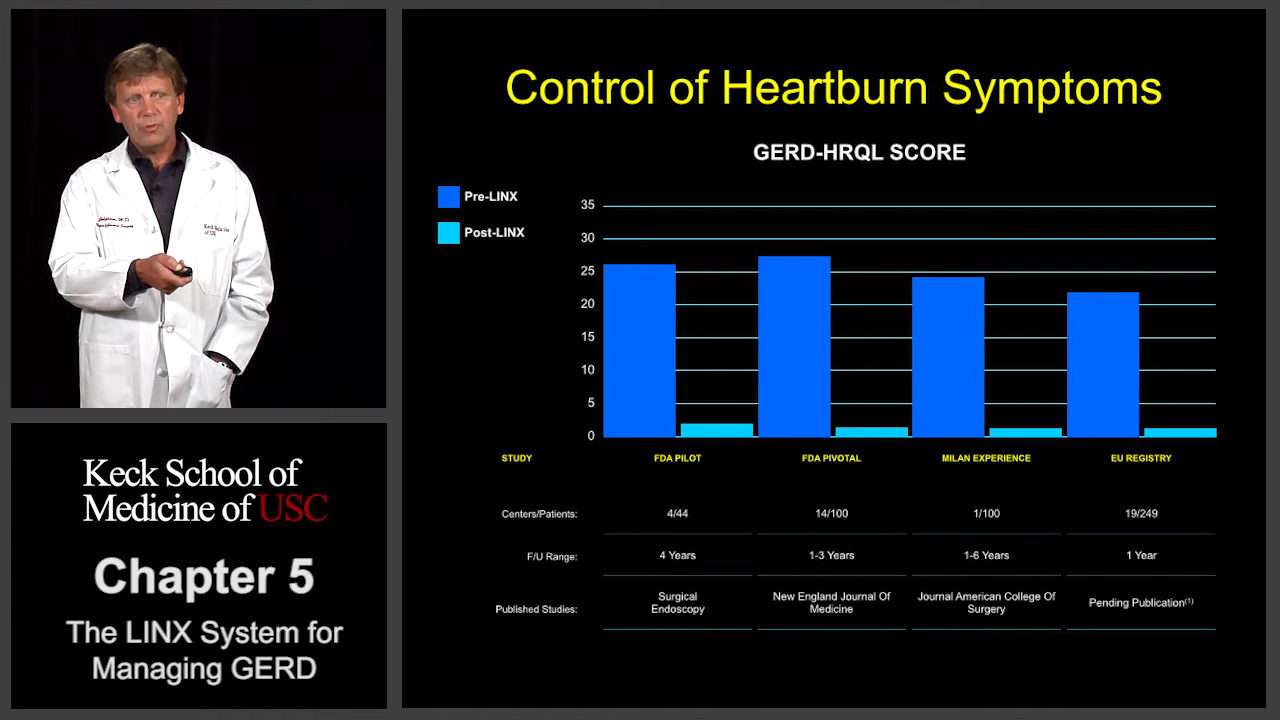 Control of Heartburn Symptoms
GERD-HRQL SCORE
Pre-LINX
Post-LINX
35
30
25
20
15
10
5
0
STUDY FDA PILOT FDA PIVOTAL MILAN EXPERIENCE EU REGISTRY
Centers/Patients: 4/44 14/100 1/100 19/249
F/U Range: 4 Years 1-3 Years 1-6 Years 1 Year
Published Studies:
Surgical
Endoscopy
New England Journal Of
Medicine
Journal American College Of
Surgery
Pending Publication(1)
Keck Medicine
of USC
Keck School of
Medicine of USC
Chapter 5
The LINX System for
Managing GERD